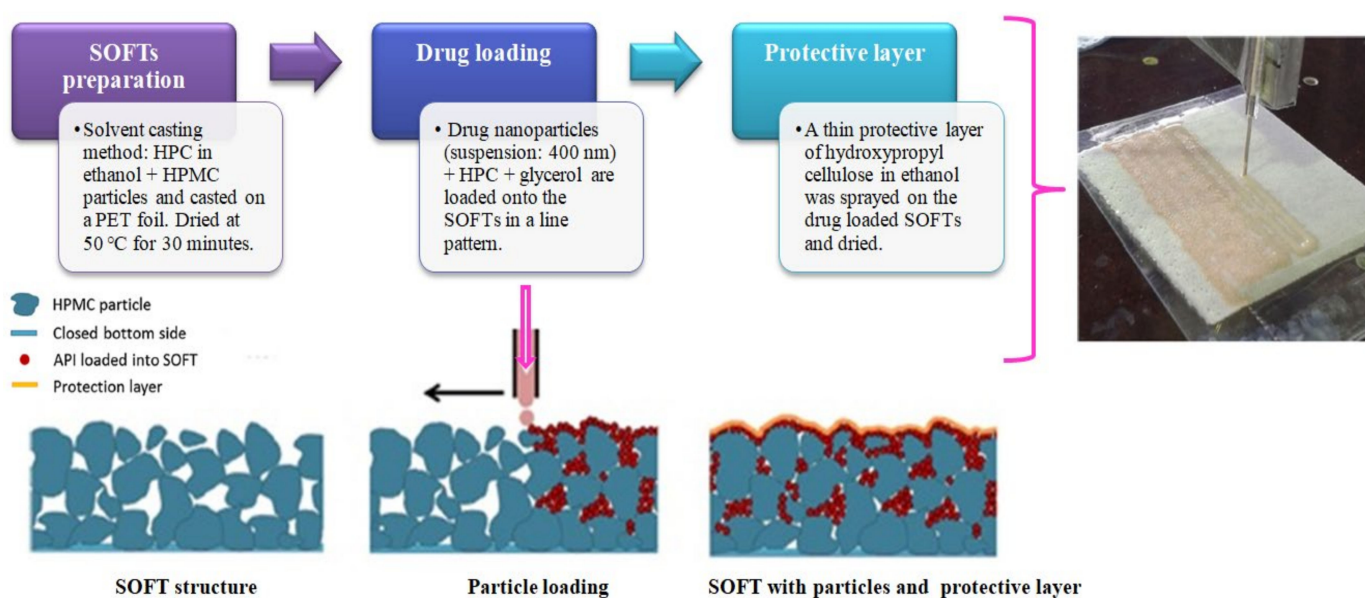 SOFTs
preparation
•Solvent casting
method: HPC in
ethanol + HPMC
particles and casted on
a PET foil. Dried at
50 °C for 30 minutes.
Drug loading
• Drug nanoparticles
(suspension: 400 nm)
+ HPC + glycerol are
loaded onto the
SOFTs in a line
pattern.
Protective layer
•A thin protective layer
of hydroxypropyl
cellulose in ethanol
was sprayed on the
drug loaded SOFTs
and dried.
HPMC particle
Closed bottom side
API loaded into SOFT
Protection layer
SOFT structure
Particle loading
SOFT with particles and protective layer